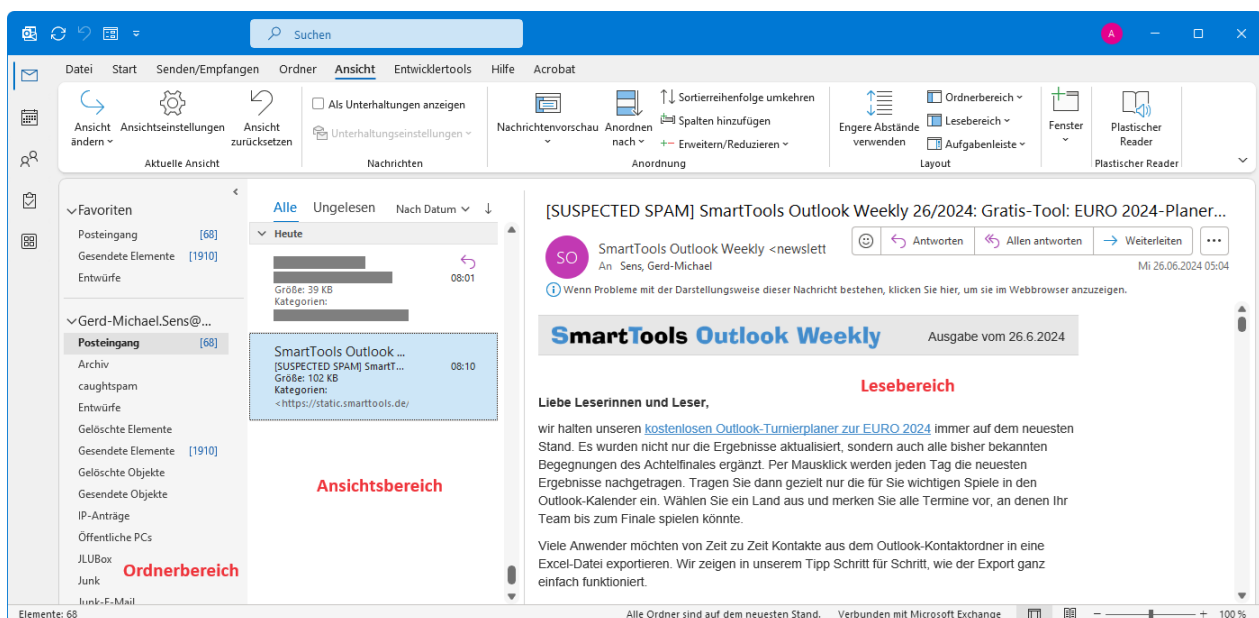 Suchen
A
Datei Start Senden/Empfangen Ordner Ansicht Entwicklertools Hilfe Acrobat
Ansicht ändern
Ansichtseinstellungen
Ansicht zurücksetzen
Aktuelle Ansicht
Als Unterhaltungen anzeigen
Unterhaltungseinstellungen
Nachrichten
Nachrichtenvorschau
Anordnen nach
Sortierreihenfolge umkehren
Spalten hinzufügen
Erweitern/Reduzieren
Anordnung
Engere Abstände verwenden
Ordnerbereich
Lesebereich
Aufgabenleiste
Layout
Fenster
Plastischer Reader
Plastischer Reader
Favoriten
Posteingang [68]
Gesendete Elemente [1910]
Entwürfe
Gerd-Michael.Sens@...
Posteingang [68]
Archiv
caughtspam
Entwürfe
Gelöschte Elemente
Gesendete Elemente [1910]
Gelöschte Objekte
Gesendete Objekte
IP-Anträge
Öffentliche PCs
JLUBox
Junk
Junk-E-Mail
Ordnerbereich
Alle Ungelesen Nach Datum
Heute
08:01
Größe: 39 KB
Kategorien:
SmartTools Outlook ...
[SUSPECTED SPAM] SmartT... 08:10
Größe: 102 KB
Kategorien:
<https://static.smarttools.de/
Ansichtsbereich
[SUSPECTED SPAM] SmartTools Outlook Weekly 26/2024: Gratis-Tool: EURO 2024-Planer...
SO
SmartTools Outlook Weekly <newslett
An Sens, Gerd-Michael
Antworten Allen antworten Weiterleiten
Mi 26.06.2024 05:04
Wenn Probleme mit der Darstellungsweise dieser Nachricht bestehen, klicken Sie hier, um sie im Webbrowser anzuzeigen.
SmartTools Outlook Weekly Ausgabe vom 26.6.2024
Lesebereich
Liebe Leserinnen und Leser,
wir halten unseren kostenlosen Outlook-Turnierplaner zur EURO 2024 immer auf dem neuesten
Stand. Es wurden nicht nur die Ergebnisse aktualisiert, sondern auch alle bisher bekannten
Begegnungen des Achtelfinales ergänzt. Per Mausklick werden jeden Tag die neuesten
Ergebnisse nachgetragen. Tragen Sie dann gezielt nur die für Sie wichtigen Spiele in den
Outlook-Kalender ein. Wählen Sie ein Land aus und merken Sie alle Termine vor, an denen Ihr
Team bis zum Finale spielen könnte.
Viele Anwender möchten von Zeit zu Zeit Kontakte aus dem Outlook-Kontaktordner in eine
Excel-Datei exportieren. Wir zeigen in unserem Tipp Schritt für Schritt, wie der Export ganz
einfach funktioniert.
Elemente: 68
Alle Ordner sind auf dem neuesten Stand. Verbunden mit Microsoft Exchange 100 %